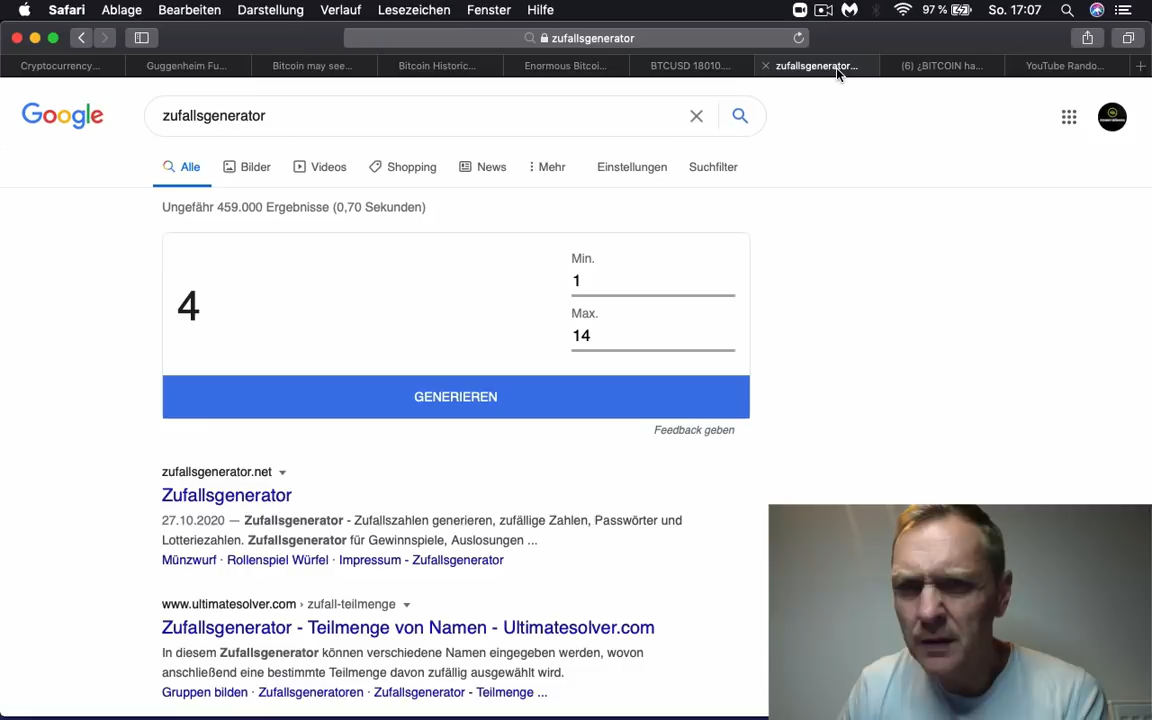 Safari Ablage Bearbeiten Darstellung Verlauf Lesezeichen Fenster Hilfe 97 % So. 17:07
zufallsgenerator
Cryptocurrency... Guggenheim Fu... Bitcoin may see... Bitcoin Historic... Enormous Bitcoi... BTCUSD 18010.... zufallsgenerator... (6) ¿BITCOIN ha... YouTube Rando...
Google zufallsgenerator
Alle Bilder Videos Shopping News Mehr Einstellungen Suchfilter
Ungefähr 459.000 Ergebnisse (0,70 Sekunden)
Min.
1
4
Max.
14
GENERIEREN
Feedback geben
zufallsgenerator.net
Zufallsgenerator
27.10.2020 — Zufallsgenerator - Zufallszahlen generieren, zufällige Zahlen, Passwörter und
Lotteriezahlen. Zufallsgenerator für Gewinnspiele, Auslosungen ...
Münzwurf · Rollenspiel Würfel · Impressum - Zufallsgenerator
www.ultimatesolver.com › zufall-teilmenge
Zufallsgenerator - Teilmenge von Namen - Ultimatesolver.com
In diesem Zufallsgenerator können verschiedene Namen eingegeben werden, wovon
anschließend eine bestimmte Teilmenge davon zufällig ausgewählt wird.
Gruppen bilden · Zufallsgeneratoren · Zufallsgenerator - Teilmenge ...